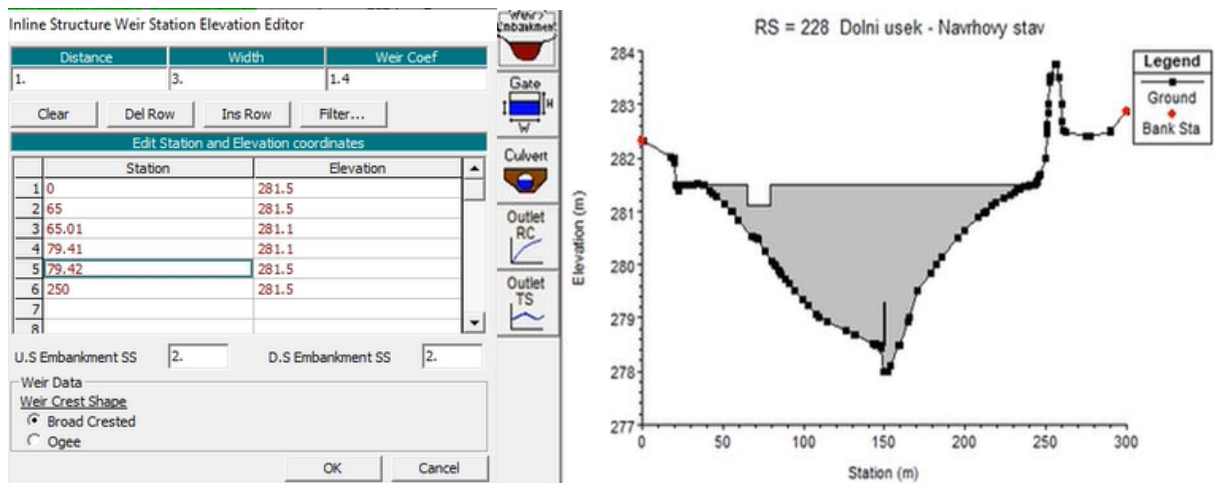 Inline Structure Weir Station Elevation Editor
Distance Width Weir Coef
1. 3. 1.4
Clear Del Row Ins Row Filter...
Edit Station and Elevation coordinates
Station Elevation
1 0 281.5
2 65 281.5
3 65.01 281.1
4 79.41 281.1
5 79.42 281.5
6 250 281.5
7
8
U.S Embankment SS 2. D.S Embankment SS 2.
Weir Data
Weir Crest Shape
Broad Crested
Ogee
OK Cancel
Embankment
Gate
H
W
Culvert
Outlet
RC
Outlet
TS
RS = 228 Dolni usek - Navrhovy stav
Legend
Ground
Bank Sta
Elevation (m)
284
283
282
281
280
279
278
277
0 50 100 150 200 250 300
Station (m)